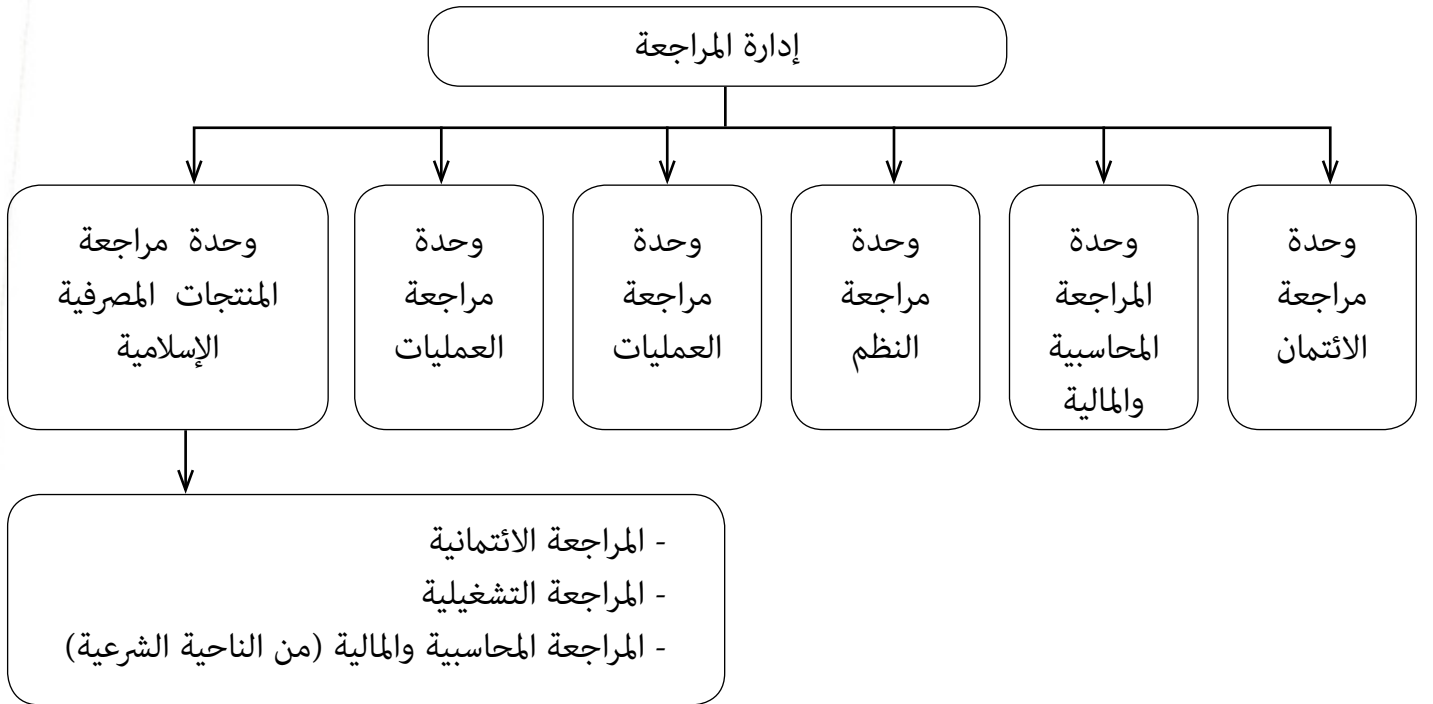 إدارة المراجعة
وحدة
مراجعة
الائتمان
وحدة
المراجعة
المحاسبية
والمالية
وحدة
مراجعة
النظم
وحدة
مراجعة
العمليات
وحدة
مراجعة
العمليات
وحدة مراجعة
المنتجات المصرفية
الإسلامية
- المراجعة الائتمانية
- المراجعة التشغيلية
- المراجعة المحاسبية والمالية (من الناحية الشرعية)